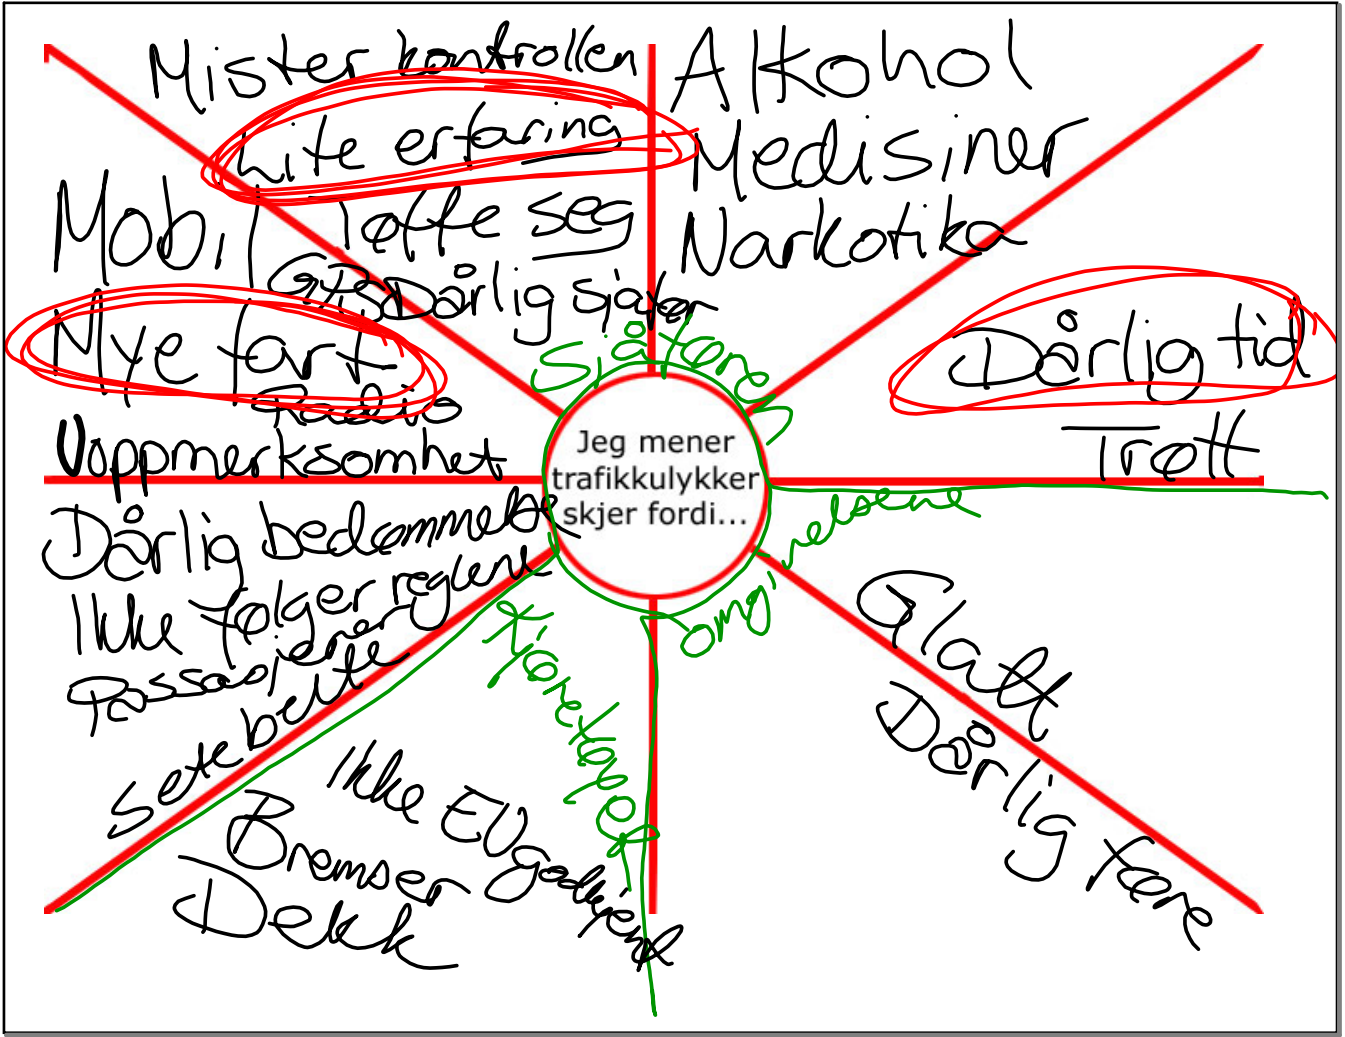 Mister kontrollen
Lite erfaring
Tøffe seg
Dårlig sjåfør
Alkohol
Medisiner
Narkotika
Dårlig tid
Trøtt
Mobil
GPS
Mye fart
Radio
Uoppmerksomhet
Sjåføren
Jeg mener
trafikkulykker
skjer fordi...
Dårlig bedømmelse
Ikke følger reglene
Passasjerer
Setebelte
Kjøretøyet
omgivelsene
Ikke EU godkjent
Bremser
Dekk
Glatt
Dårlig føre